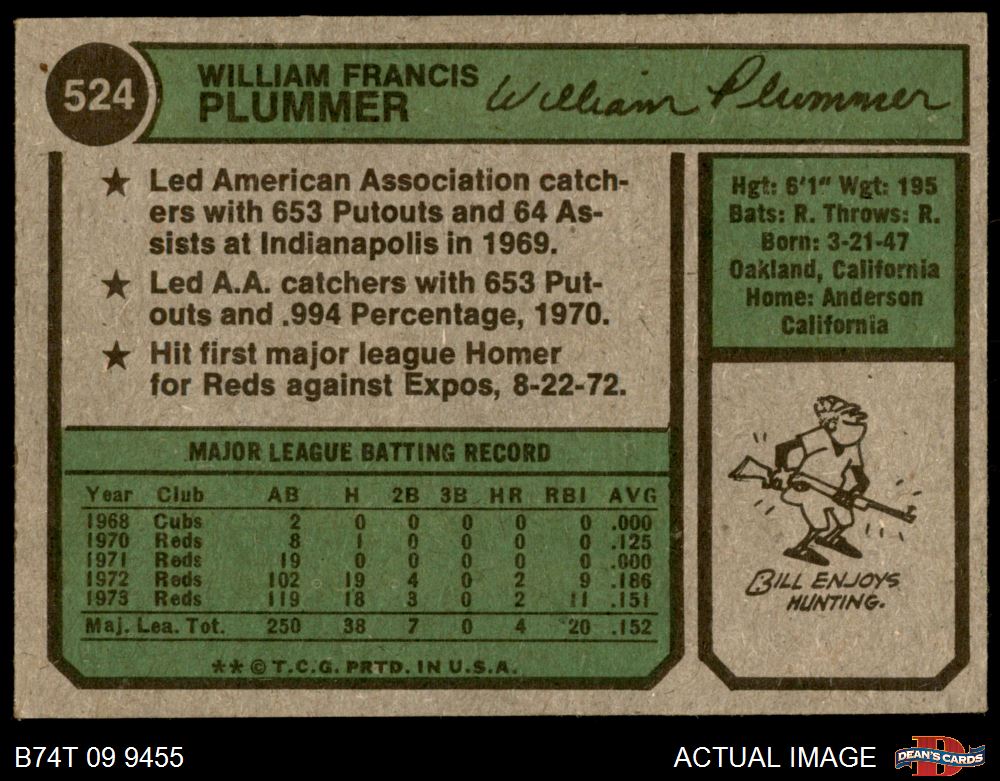 524
WILLIAM FRANCIS
PLUMMER
William Plummer
★ Led American Association catch-
ers with 653 Putouts and 64 As-
sists at Indianapolis in 1969.
★ Led A.A. catchers with 653 Put-
outs and .994 Percentage, 1970.
★ Hit first major league Homer
for Reds against Expos, 8-22-72.
Hgt: 6'1" Wgt: 195
Bats: R. Throws: R.
Born: 3-21-47
Oakland, California
Home: Anderson
California
MAJOR LEAGUE BATTING RECORD
Year Club AB H 2B 3B HR RBI AVG
1968 Cubs 2 0 0 0 0 0 .000
1970 Reds 8 1 0 0 0 0 .125
1971 Reds 19 0 0 0 0 0 .000
1972 Reds 102 19 4 0 2 9 .186
1973 Reds 119 18 3 0 2 11 .151
Maj. Lea. Tot. 250 38 7 0 4 20 .152
**© T.C.G. PRTD. IN U.S.A.
BILL ENJOYS
HUNTING.
B74T 09 9455
ACTUAL IMAGE
D
DEAN'S CARDS